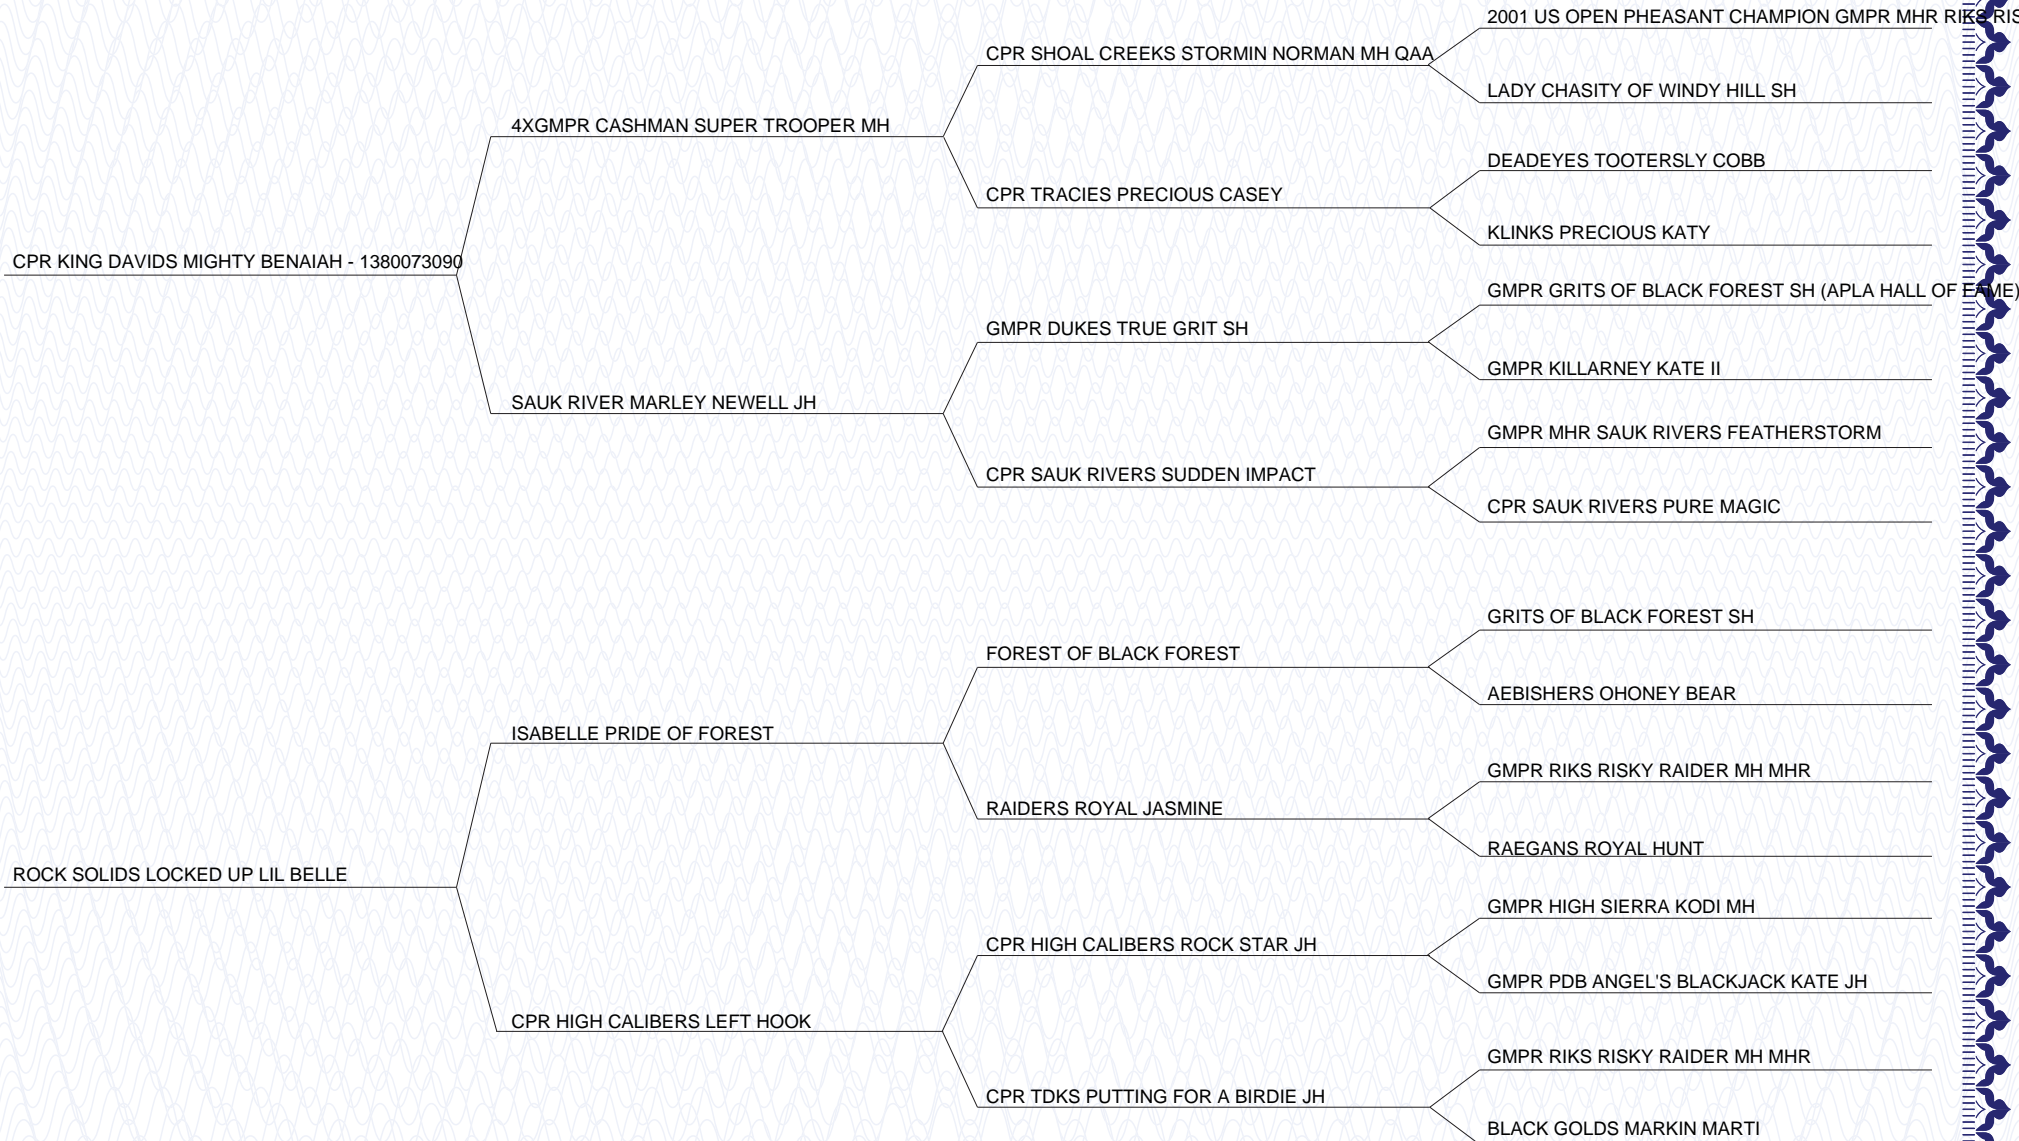 2001 US OPEN PHEASANT CHAMPION GMPR MHR RIKS RIS
CPR SHOAL CREEKS STORMIN NORMAN MH QAA
LADY CHASITY OF WINDY HILL SH
4XGMPR CASHMAN SUPER TROOPER MH
DEADEYES TOOTERSLY COBB
CPR TRACIES PRECIOUS CASEY
KLINKS PRECIOUS KATY
CPR KING DAVIDS MIGHTY BENAIAH - 1380073090
GMPR GRITS OF BLACK FOREST SH (APLA HALL OF FAME)
GMPR DUKES TRUE GRIT SH
GMPR KILLARNEY KATE II
SAUK RIVER MARLEY NEWELL JH
GMPR MHR SAUK RIVERS FEATHERSTORM
CPR SAUK RIVERS SUDDEN IMPACT
CPR SAUK RIVERS PURE MAGIC
GRITS OF BLACK FOREST SH
FOREST OF BLACK FOREST
AEBISHERS OHONEY BEAR
ISABELLE PRIDE OF FOREST
GMPR RIKS RISKY RAIDER MH MHR
RAIDERS ROYAL JASMINE
RAEGANS ROYAL HUNT
ROCK SOLIDS LOCKED UP LIL BELLE
GMPR HIGH SIERRA KODI MH
CPR HIGH CALIBERS ROCK STAR JH
GMPR PDB ANGEL'S BLACKJACK KATE JH
CPR HIGH CALIBERS LEFT HOOK
GMPR RIKS RISKY RAIDER MH MHR
CPR TDKS PUTTING FOR A BIRDIE JH
BLACK GOLDS MARKIN MARTI